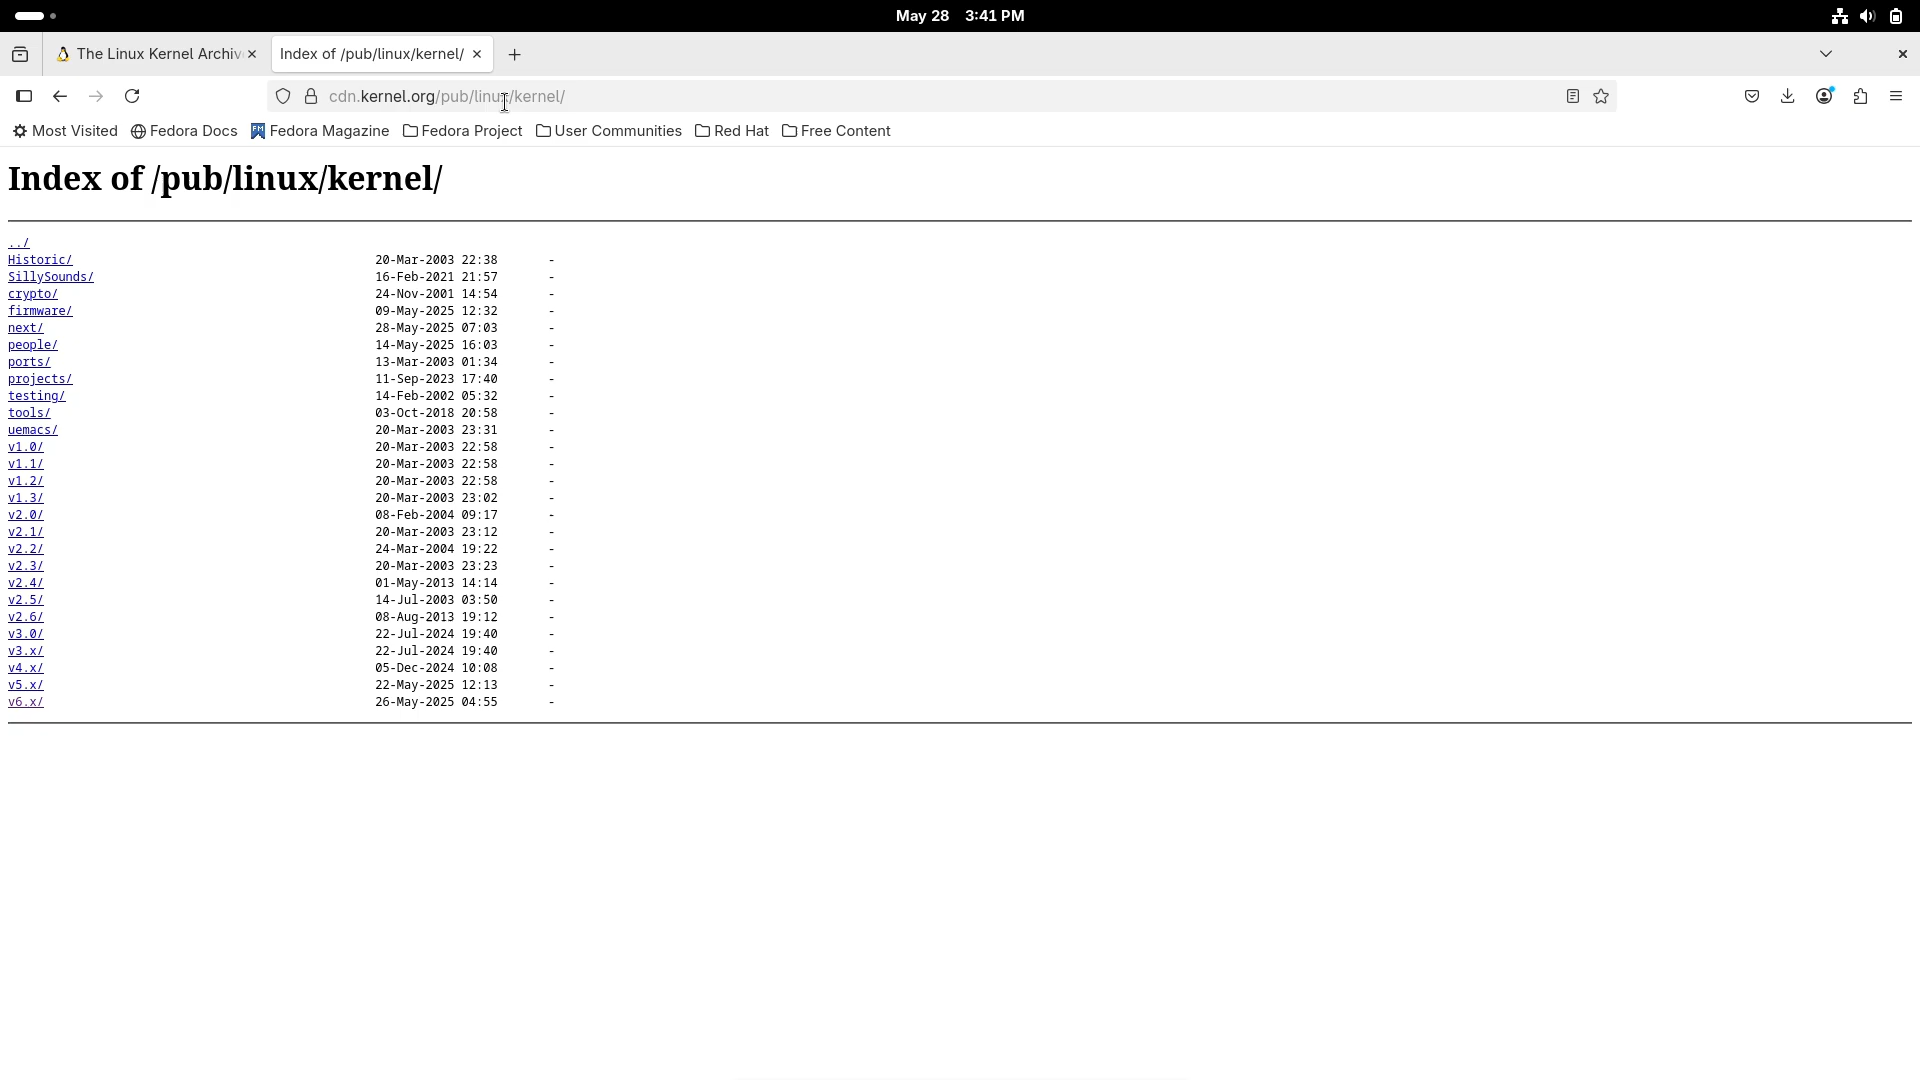 May 28 3:41 PM
The Linux Kernel Archiv
Index of /pub/linux/kernel/
cdn.kernel.org/pub/linux/kernel/
Most Visited Fedora Docs Fedora Magazine Fedora Project User Communities Red Hat Free Content
Index of /pub/linux/kernel/
../
Historic/ 20-Mar-2003 22:38 -
SillySounds/ 16-Feb-2021 21:57 -
crypto/ 24-Nov-2001 14:54 -
firmware/ 09-May-2025 12:32 -
next/ 28-May-2025 07:03 -
people/ 14-May-2025 16:03 -
ports/ 13-Mar-2003 01:34 -
projects/ 11-Sep-2023 17:40 -
testing/ 14-Feb-2002 05:32 -
tools/ 03-Oct-2018 20:58 -
uemacs/ 20-Mar-2003 23:31 -
v1.0/ 20-Mar-2003 22:58 -
v1.1/ 20-Mar-2003 22:58 -
v1.2/ 20-Mar-2003 22:58 -
v1.3/ 20-Mar-2003 23:02 -
v2.0/ 08-Feb-2004 09:17 -
v2.1/ 20-Mar-2003 23:12 -
v2.2/ 24-Mar-2004 19:22 -
v2.3/ 20-Mar-2003 23:23 -
v2.4/ 01-May-2013 14:14 -
v2.5/ 14-Jul-2003 03:50 -
v2.6/ 08-Aug-2013 19:12 -
v3.0/ 22-Jul-2024 19:40 -
v3.x/ 22-Jul-2024 19:40 -
v4.x/ 05-Dec-2024 10:08 -
v5.x/ 22-May-2025 12:13 -
v6.x/ 26-May-2025 04:55 -